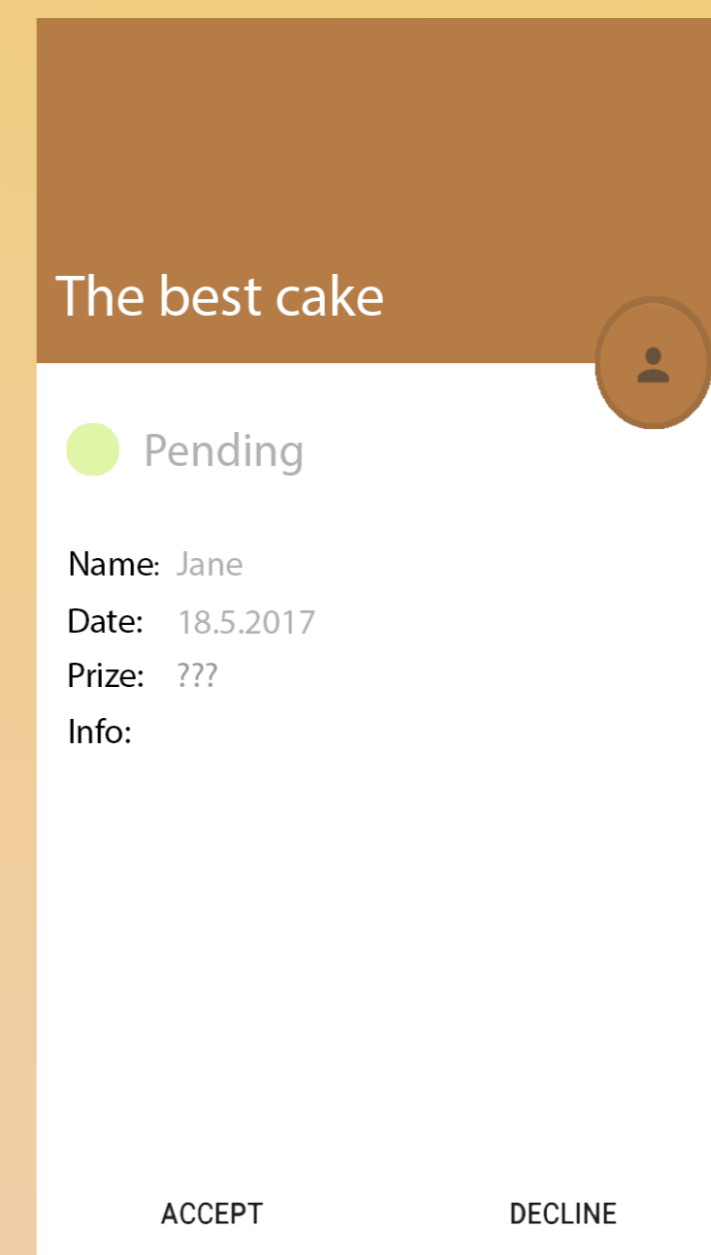 The best cake
Pending
Name: Jane
Date: 18.5.2017
Prize: ???
Info:
ACCEPT DECLINE